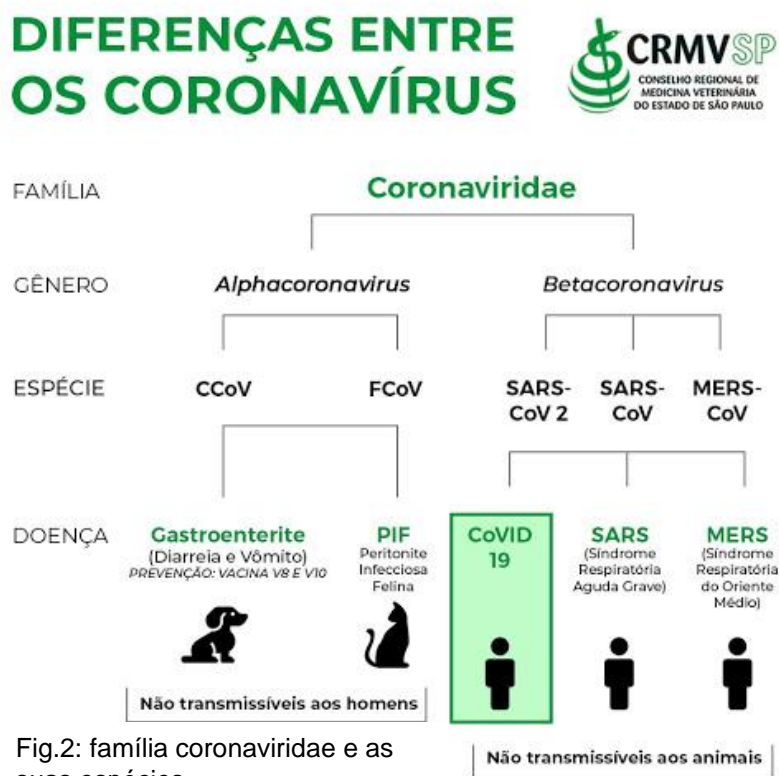 DIFERENÇAS ENTRE
OS CORONAVÍRUS
CRMVSP
CONSELHO REGIONAL DE
MEDICINA VETERINÁRIA
DO ESTADO DE SÃO PAULO
FAMÍLIA
Coronaviridae
GÊNERO
Alphacoronavirus
Betacoronavirus
ESPÉCIE
CCoV
FCoV
SARS-
CoV 2
SARS-
CoV
MERS-
CoV
DOENÇA
Gastroenterite
(Diarreia e Vômito)
PREVENÇÃO: VACINA V8 E V10
PIF
Peritonite
Infecciosa
Felina
CoVID
19
SARS
(Síndrome
Respiratória
Aguda Grave)
MERS
(Síndrome
Respiratória
do Oriente
Médio)
Não transmissíveis aos homens
Não transmissíveis aos animais
Fig.2: família coronaviridae e as